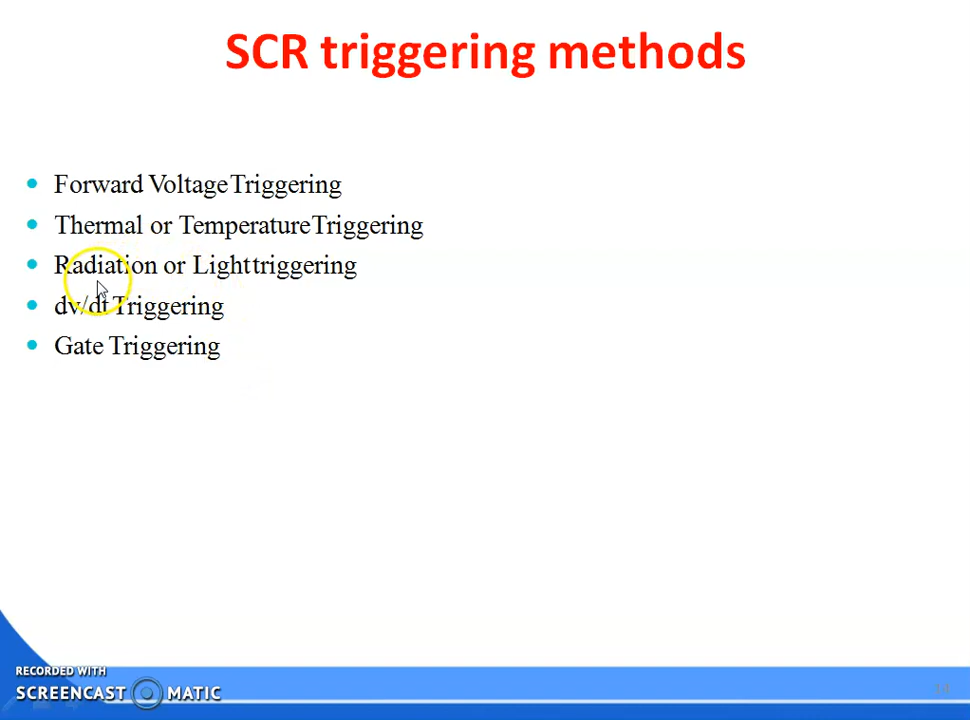 SCR triggering methods
Forward Voltage Triggering
Thermal or Temperature Triggering
Radiation or Light triggering
dv/dt Triggering
Gate Triggering
RECORDED WITH
SCREENCAST MATIC